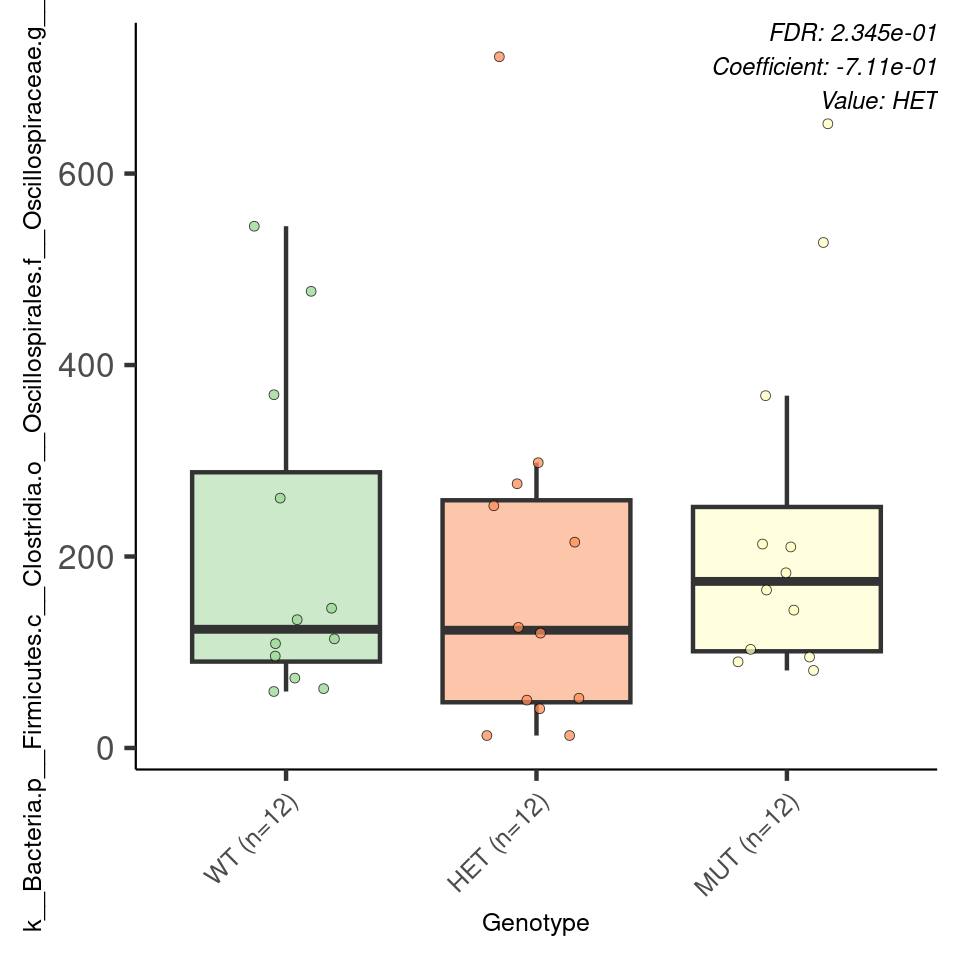 FDR: 2.345e-01
Coefficient: -7.11e-01
Value: HET
k__Bacteria.p__Firmicutes.c__Clostridia.o__Oscillospirales.f__Oscillospiraceae.g__
600
400
200
0
WT (n=12)
HET (n=12)
MUT (n=12)
Genotype